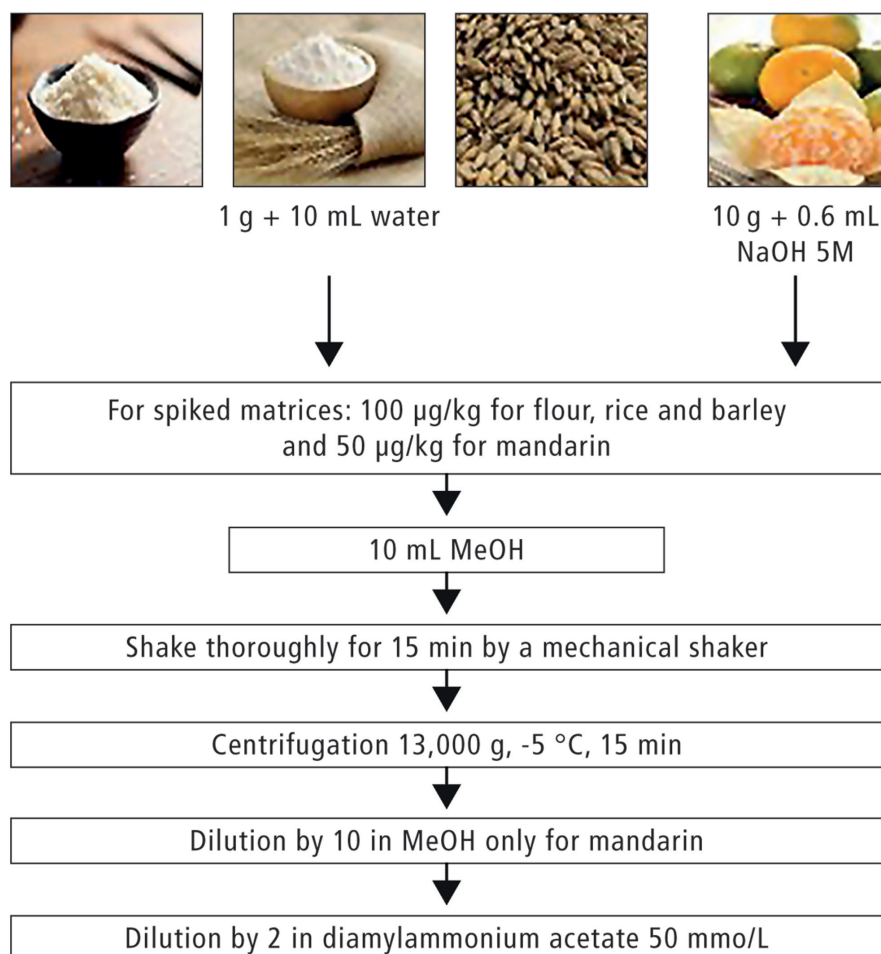 1 g + 10 mL water
10 g + 0.6 mL
NaOH 5M
For spiked matrices: 100 µg/kg for flour, rice and barley
and 50 µg/kg for mandarin
10 mL MeOH
Shake thoroughly for 15 min by a mechanical shaker
Centrifugation 13,000 g, -5 °C, 15 min
Dilution by 10 in MeOH only for mandarin
Dilution by 2 in diamylammonium acetate 50 mmo/L